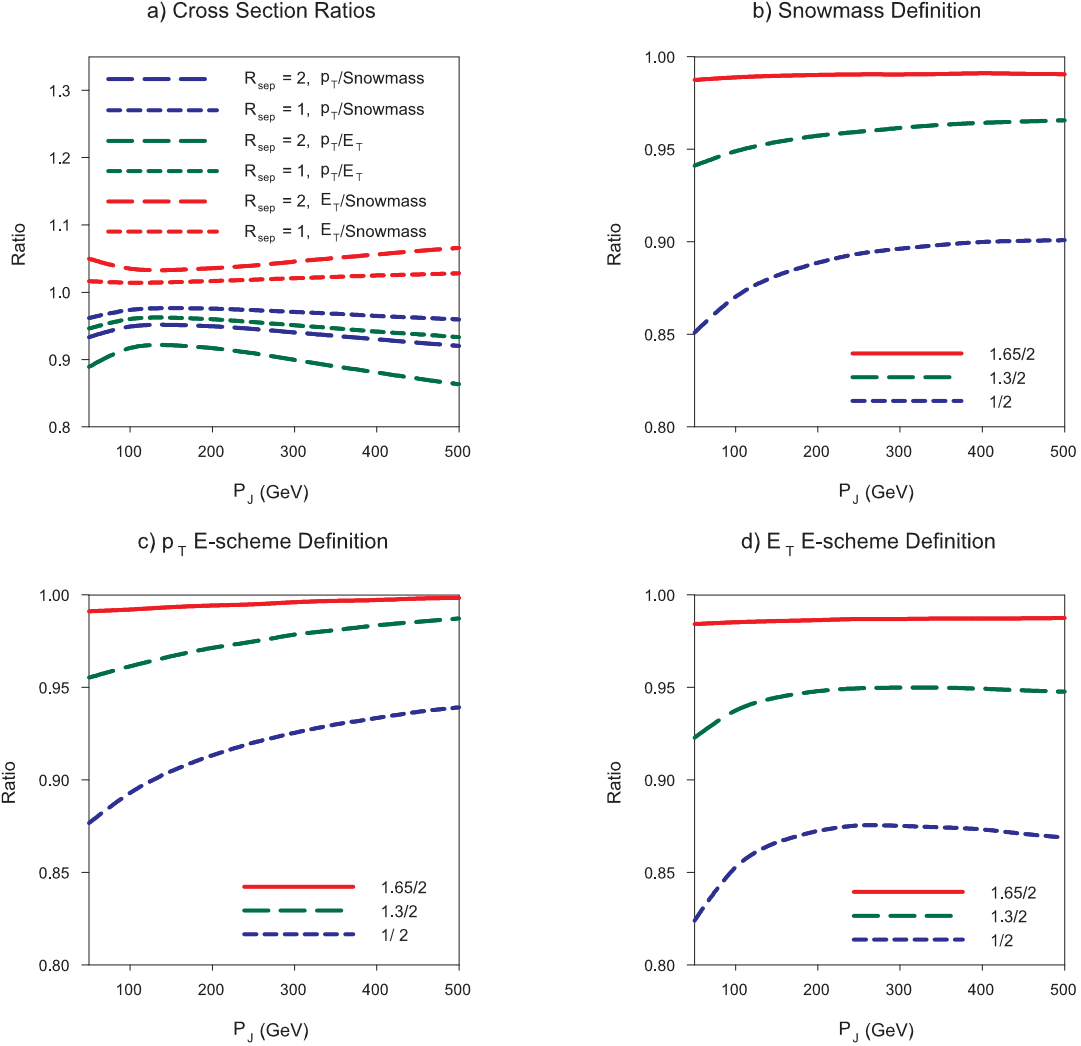 a) Cross Section Ratios
Ratio
1.3
1.2
1.1
1.0
0.9
0.8
R_sep = 2, p_T/Snowmass
R_sep = 1, p_T/Snowmass
R_sep = 2, p_T/E_T
R_sep = 1, p_T/E_T
R_sep = 2, E_T/Snowmass
R_sep = 1, E_T/Snowmass
100 200 300 400 500
P_J (GeV)
b) Snowmass Definition
Ratio
1.00
0.95
0.90
0.85
0.80
1.65/2
1.3/2
1/2
100 200 300 400 500
P_J (GeV)
c) p_T E-scheme Definition
Ratio
1.00
0.95
0.90
0.85
0.80
1.65/2
1.3/2
1/ 2
100 200 300 400 500
P_J (GeV)
d) E_T E-scheme Definition
Ratio
1.00
0.95
0.90
0.85
0.80
1.65/2
1.3/2
1/2
100 200 300 400 500
P_J (GeV)